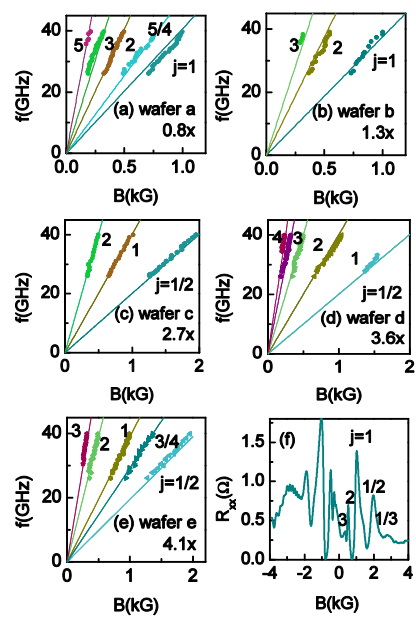 f(GHz)
40
20
0
5
3
2
5/4
j=1
(a) wafer a
0.8x
0.0
0.5
1.0
B(kG)
f(GHz)
40
20
0
3
2
j=1
(b) wafer b
1.3x
0.0
0.4
0.8
1.2
B(kG)
f(GHz)
40
20
0
2
1
j=1/2
(c) wafer c
2.7x
0
1
2
B(kG)
f(GHz)
40
20
0
4
3
2
1
j=1/2
(d) wafer d
3.6x
0
1
2
B(kG)
f(GHz)
40
20
0
3
2
1
3/4
j=1/2
(e) wafer e
4.1x
0
1
2
B(kG)
Rxx(Ω)
1.5
1.0
0.5
0.0
(f)
j=1
1/2
2
3
1/3
-4
-2
0
2
4
B(kG)